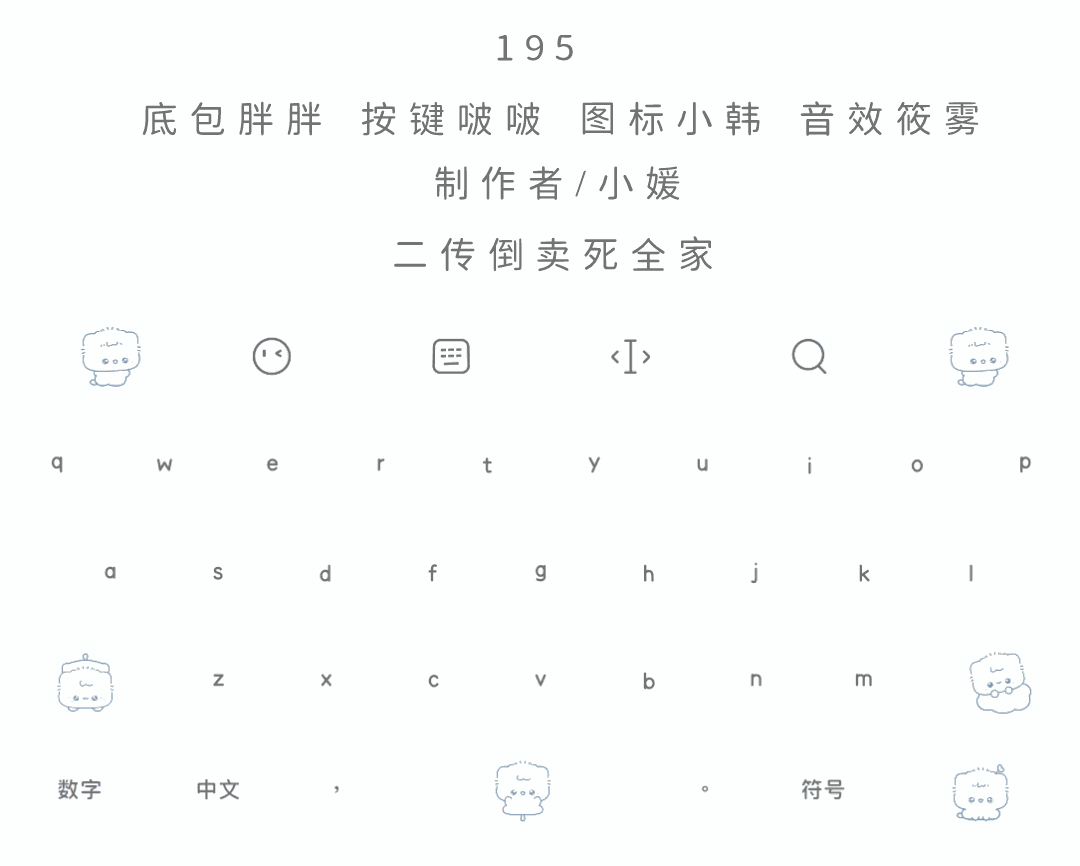 195
底包胖胖 按键啵啵 图标小韩 音效筱雾
制作者/小媛
二传倒卖死全家
q w e r t y u i o p
a s d f g h j k l
z x c v b n m
数字 中文 , 。 符号